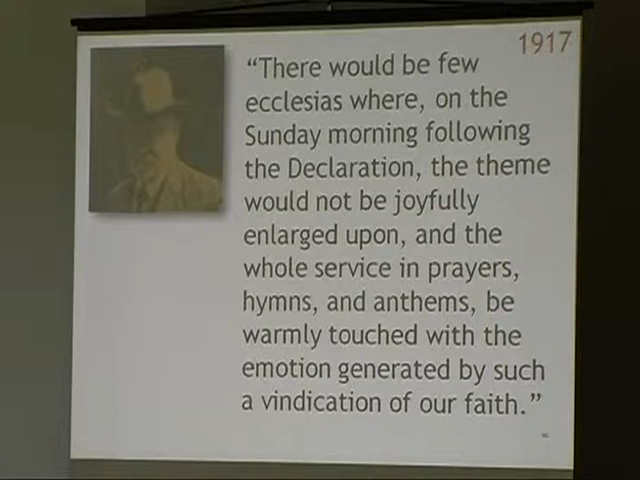 1917
“There would be few
ecclesias where, on the
Sunday morning following
the Declaration, the theme
would not be joyfully
enlarged upon, and the
whole service in prayers,
hymns, and anthems, be
warmly touched with the
emotion generated by such
a vindication of our faith.”